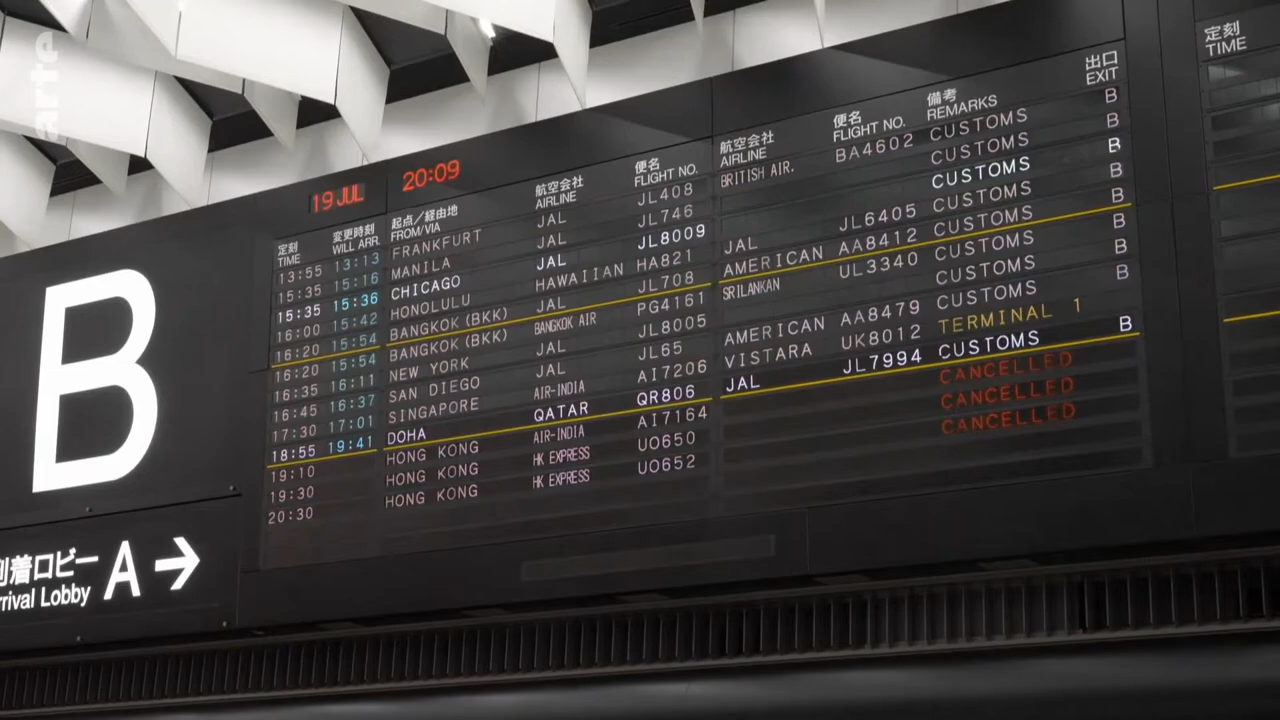 arte
定刻
TIME
19 JUL 20:09
定刻 TIME 変更時刻 WILL ARR. 起点/経由地 FROM/VIA 航空会社 AIRLINE 便名 FLIGHT NO. 航空会社 AIRLINE 便名 FLIGHT NO. 備考 REMARKS 出口 EXIT
13:55 13:13 FRANKFURT JAL JL408 BRITISH AIR. BA4602 CUSTOMS B
15:35 15:16 MANILA JAL JL746 CUSTOMS B
15:35 15:36 CHICAGO JAL JL8009 CUSTOMS B
16:00 15:42 HONOLULU HAWAIIAN HA821 JAL JL6405 CUSTOMS B
16:20 15:54 BANGKOK (BKK) JAL JL708 AMERICAN AA8412 CUSTOMS B
16:20 15:54 BANGKOK (BKK) BANGKOK AIR PG4161 SRILANKAN UL3340 CUSTOMS B
16:35 16:11 NEW YORK JAL JL8005 CUSTOMS B
16:45 16:37 SAN DIEGO JAL JL65 AMERICAN AA8479 CUSTOMS B
17:30 17:01 SINGAPORE AIR-INDIA AI7206 VISTARA UK8012 TERMINAL 1
18:55 19:41 DOHA QATAR QR806 JAL JL7994 CUSTOMS B
19:10 HONG KONG AIR-INDIA AI7164 CANCELLED
19:30 HONG KONG HK EXPRESS UO650 CANCELLED
20:30 HONG KONG HK EXPRESS UO652 CANCELLED
B
着ロビー A →
rrival Lobby